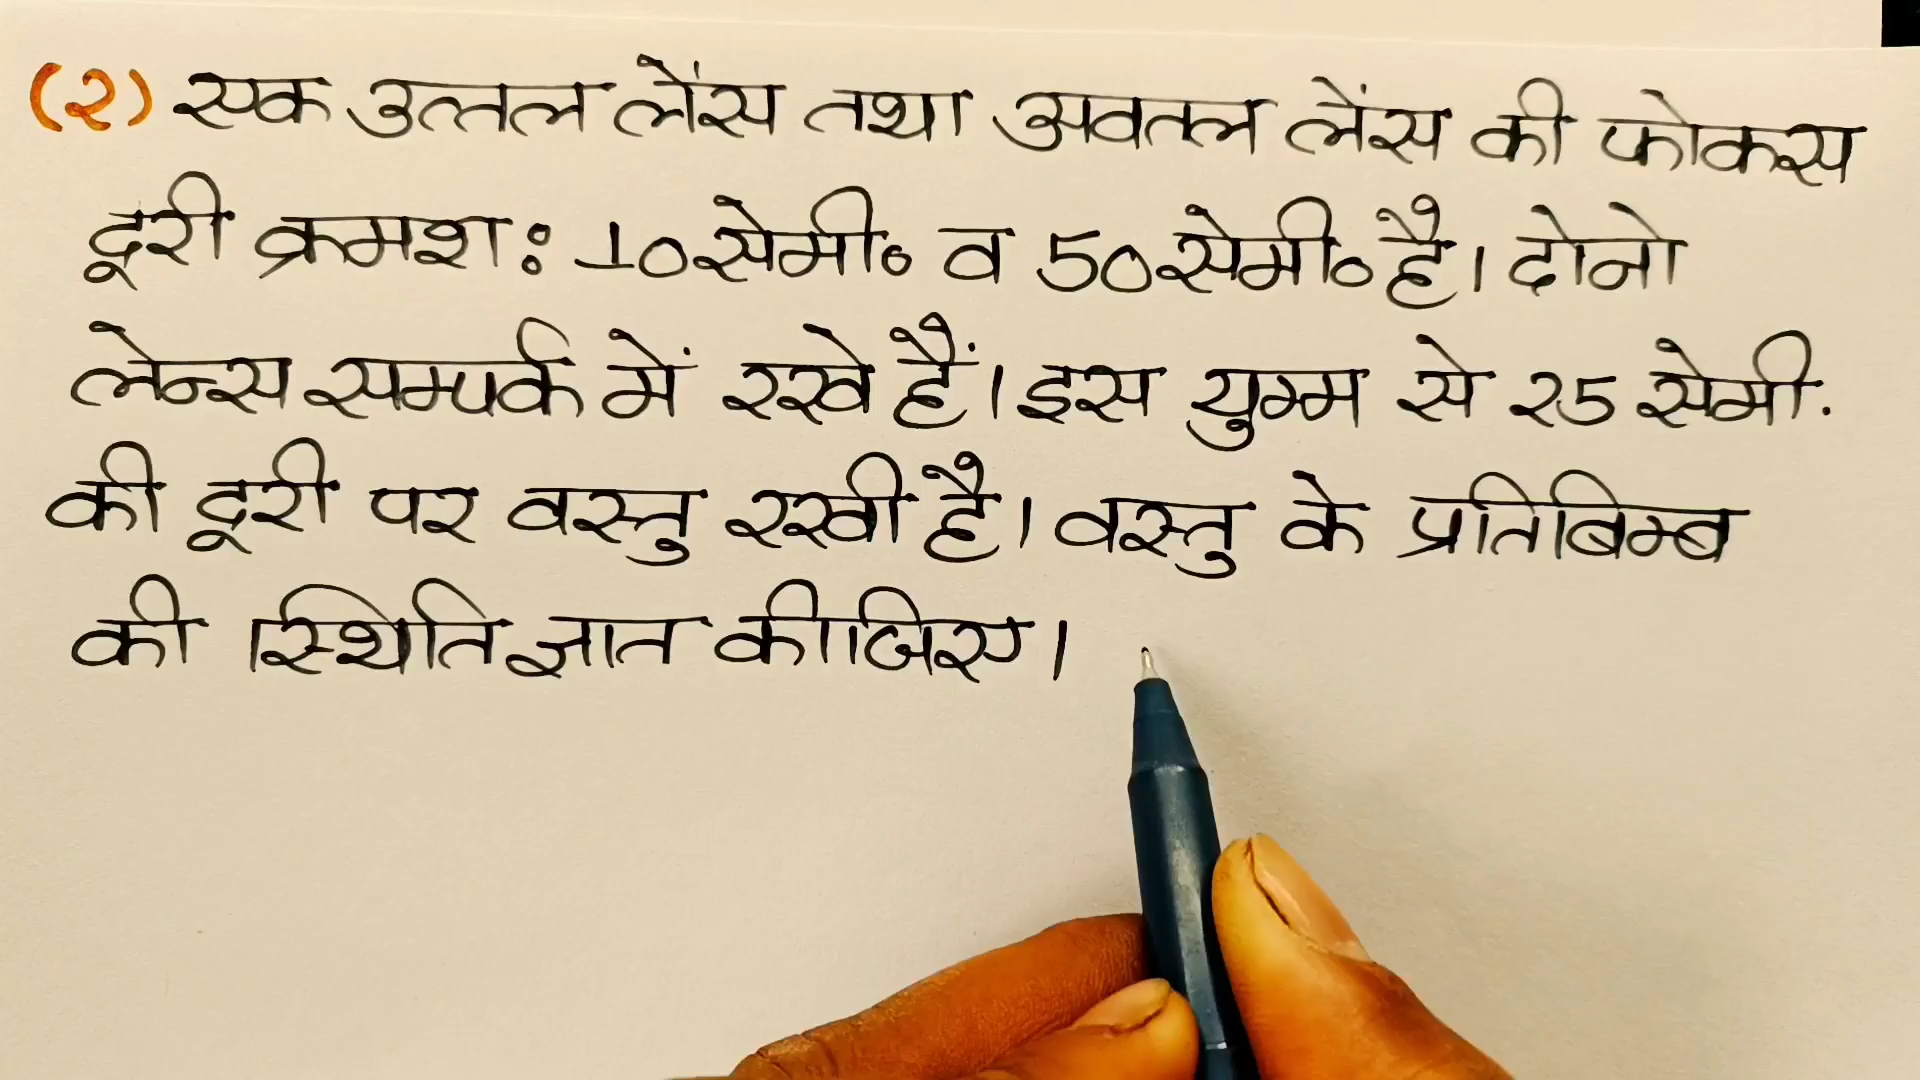 (२) एक उत्तल लेंस तथा अवतल लेंस की फोकस
दूरी क्रमशः 10 सेमी० व 50 सेमी० है। दोनो
लेन्स सम्पर्क में रखे हैं। इस युग्म से 25 सेमी.
की दूरी पर वस्तु रखी है। वस्तु के प्रतिबिम्ब
की स्थिति ज्ञात कीजिए।